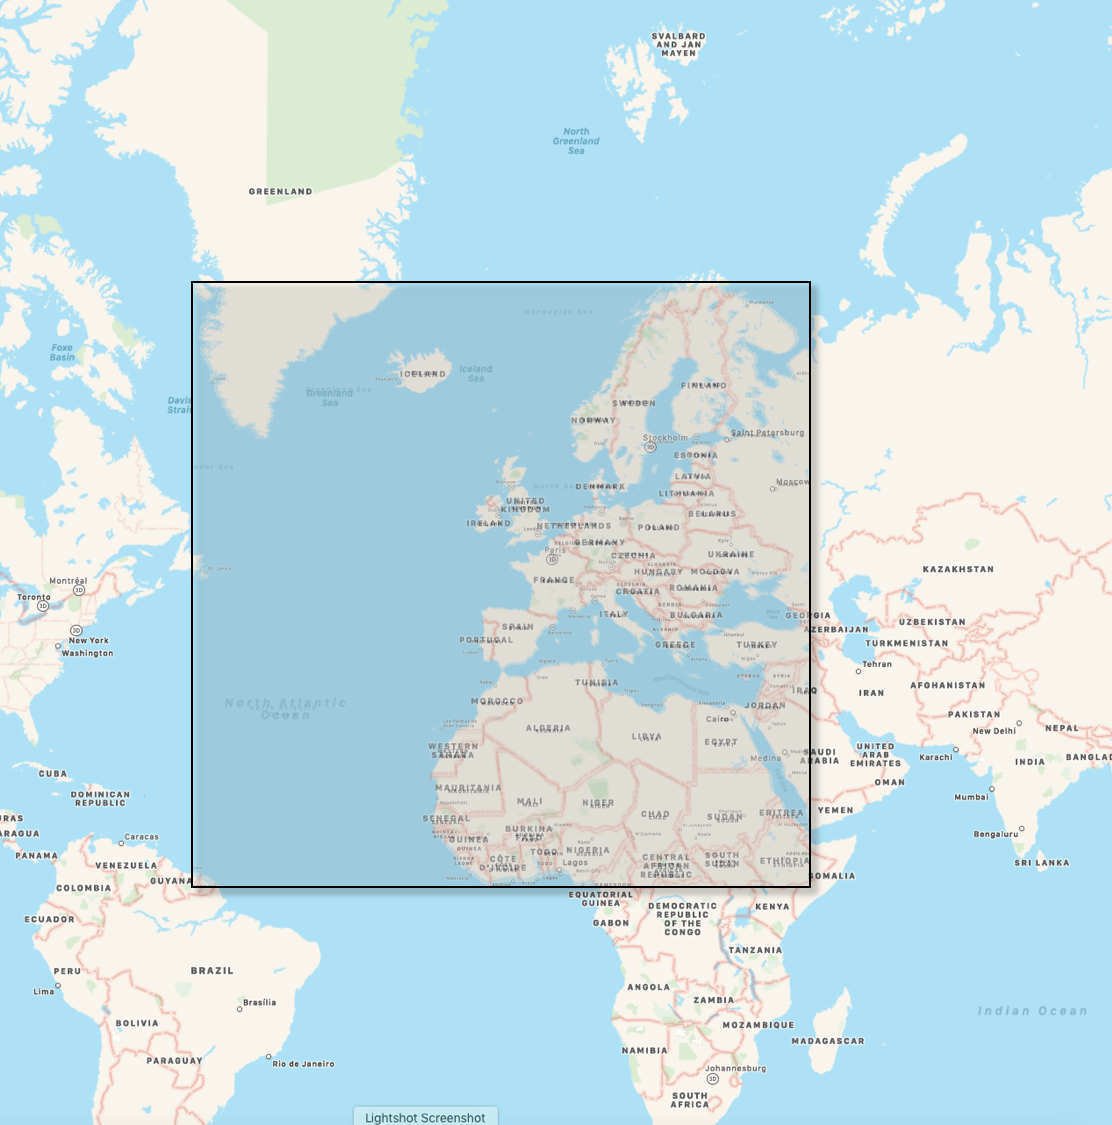 SVALBARD
AND JAN
MAYEN
North
Greenland
Sea
GREENLAND
Foxe
Basin
Norwegian Sea
ICELAND
Iceland
Sea
Greenland
Sea
Davis
Strait
FINLAND
SWEDEN
NORWAY
Stockholm
3D
Saint Petersburg
ESTONIA
LATVIA
LITHUANIA
Moscow
DENMARK
UNITED
KINGDOM
IRELAND
NETHERLANDS
BELARUS
POLAND
GERMANY
Paris
3D
CZECHIA
UKRAINE
HUNGARY
MOLDOVA
FRANCE
CROATIA
ROMANIA
ITALY
BULGARIA
SPAIN
PORTUGAL
GREECE
TURKEY
GEORGIA
AZERBAIJAN
KAZAKHSTAN
UZBEKISTAN
TURKMENISTAN
Tehran
IRAN
AFGHANISTAN
PAKISTAN
New Delhi
NEPAL
Karachi
INDIA
BANGLAD
Mumbai
Bengaluru
SRI LANKA
Montréal
3D
Toronto
3D
3D
New York
Washington
North Atlantic
Ocean
TUNISIA
MOROCCO
ALGERIA
LIBYA
Cairo
EGYPT
JORDAN
IRAQ
Medina
SAUDI
ARABIA
UNITED
ARAB
EMIRATES
OMAN
YEMEN
WESTERN
SAHARA
MAURITANIA
MALI
NIGER
CHAD
SUDAN
ERITREA
SENEGAL
GUINEA
BURKINA
FASO
CÔTE
D'IVOIRE
TOGO
NIGERIA
Lagos
CENTRAL
AFRICAN
REPUBLIC
SOUTH
SUDAN
ETHIOPIA
SOMALIA
CUBA
DOMINICAN
REPUBLIC
URAS
ARAGUA
PANAMA
Caracas
VENEZUELA
GUYANA
COLOMBIA
ECUADOR
PERU
Lima
BRAZIL
Brasília
BOLIVIA
PARAGUAY
Rio de Janeiro
EQUATORIAL
GUINEA
GABON
DEMOCRATIC
REPUBLIC
OF THE
CONGO
KENYA
TANZANIA
ANGOLA
ZAMBIA
MOZAMBIQUE
MADAGASCAR
NAMIBIA
Johannesburg
3D
SOUTH
AFRICA
Indian Ocean
Lightshot Screenshot